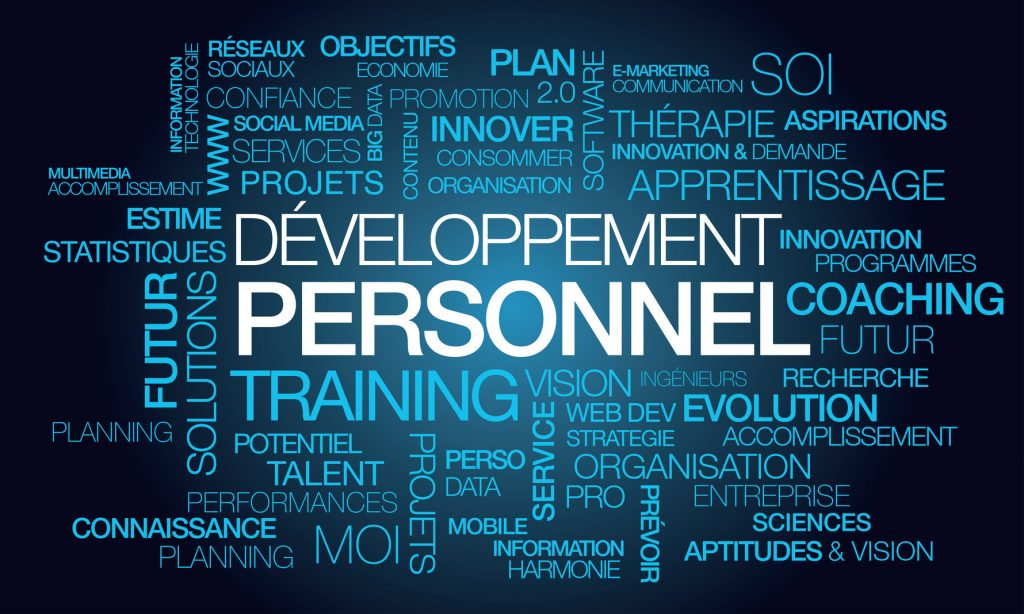 INFORMATION
TECHNOLOGIE
RÉSEAUX
SOCIAUX
OBJECTIFS
ECONOMIE
PLAN
2.0
SOFTWARE
E-MARKETING
COMMUNICATION
SOI
CONFIANCE
BIG DATA
PROMOTION
WWW
SOCIAL MEDIA
SERVICES
PROJETS
CONTENU
INNOVER
CONSOMMER
ORGANISATION
THÉRAPIE
ASPIRATIONS
INNOVATION & DEMANDE
APPRENTISSAGE
MULTIMEDIA
ACCOMPLISSEMENT
ESTIME
STATISTIQUES
DÉVELOPPEMENT
PERSONNEL
INNOVATION
PROGRAMMES
COACHING
FUTUR
FUTUR
SOLUTIONS
TRAINING
VISION
INGÉNIEURS
RECHERCHE
WEB DEV
EVOLUTION
STRATEGIE
ACCOMPLISSEMENT
PLANNING
POTENTIEL
TALENT
PERFORMANCES
PROJETS
PERSO
DATA
SERVICE
ORGANISATION
PRO
PRÉVOIR
ENTREPRISE
SCIENCES
CONNAISSANCE
PLANNING
MOI
MOBILE
INFORMATION
HARMONIE
APTITUDES & VISION